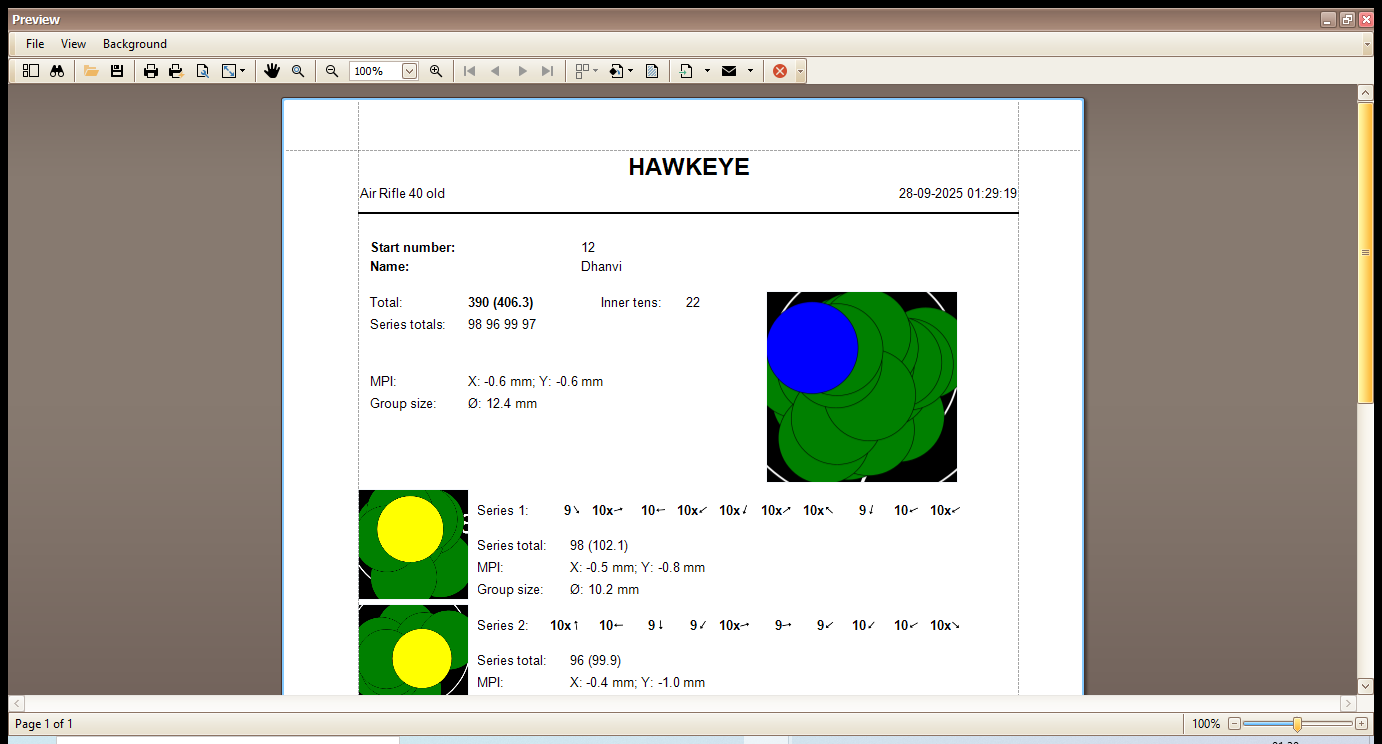 Preview
File View Background
100%
HAWKEYE
Air Rifle 40 old 28-09-2025 01:29:19
Start number: 12
Name: Dhanvi
Total: 390 (406.3) Inner tens: 22
Series totals: 98 96 99 97
MPI: X: -0.6 mm; Y: -0.6 mm
Group size: Ø: 12.4 mm
Series 1: 9↘ 10x→ 10← 10x↙ 10x↓ 10x↗ 10x↖ 9↓ 10← 10x↙
Series total: 98 (102.1)
MPI: X: -0.5 mm; Y: -0.8 mm
Group size: Ø: 10.2 mm
Series 2: 10x↑ 10← 9↓ 9↙ 10x→ 9→ 9↙ 10↙ 10↙ 10x↘
Series total: 96 (99.9)
MPI: X: -0.4 mm; Y: -1.0 mm
Page 1 of 1 100%